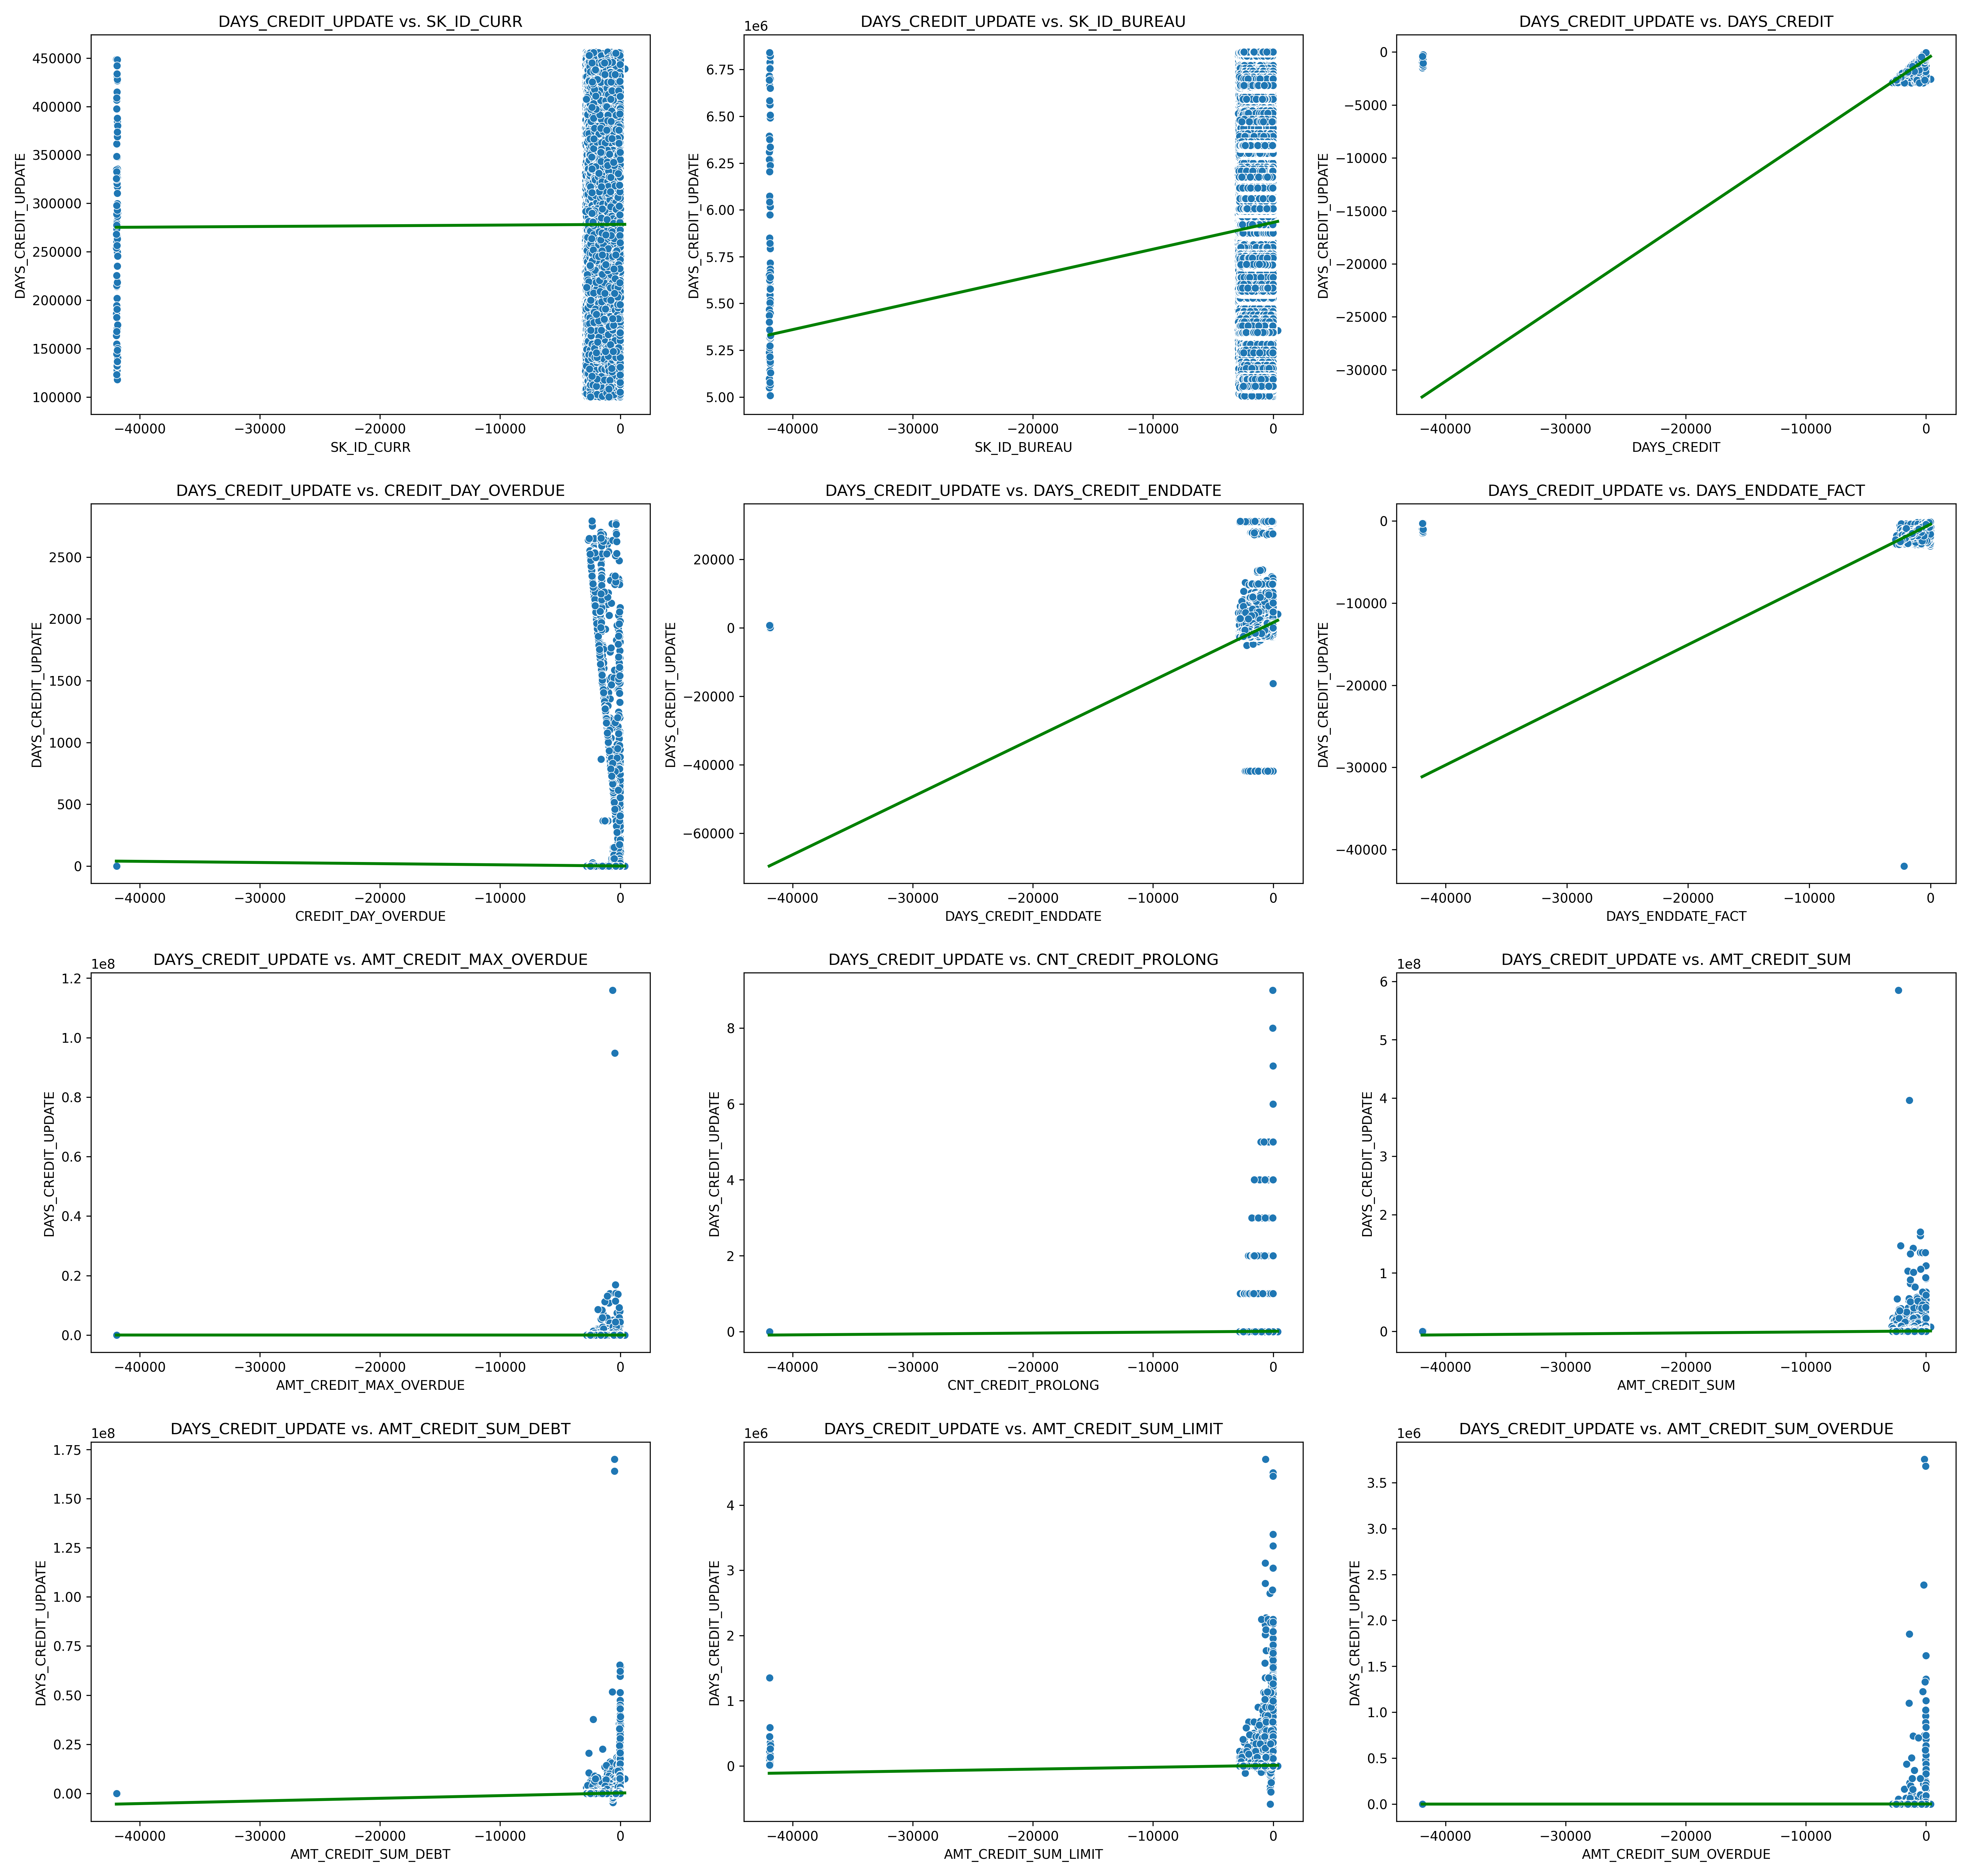 DAYS_CREDIT_UPDATE vs. SK_ID_CURR
DAYS_CREDIT_UPDATE
450000
400000
350000
300000
250000
200000
150000
100000
−40000 −30000 −20000 −10000 0
SK_ID_CURR
DAYS_CREDIT_UPDATE vs. SK_ID_BUREAU
1e6
DAYS_CREDIT_UPDATE
6.75
6.50
6.25
6.00
5.75
5.50
5.25
5.00
−40000 −30000 −20000 −10000 0
SK_ID_BUREAU
DAYS_CREDIT_UPDATE vs. DAYS_CREDIT
DAYS_CREDIT_UPDATE
0
−5000
−10000
−15000
−20000
−25000
−30000
−40000 −30000 −20000 −10000 0
DAYS_CREDIT
DAYS_CREDIT_UPDATE vs. CREDIT_DAY_OVERDUE
DAYS_CREDIT_UPDATE
2500
2000
1500
1000
500
0
−40000 −30000 −20000 −10000 0
CREDIT_DAY_OVERDUE
DAYS_CREDIT_UPDATE vs. DAYS_CREDIT_ENDDATE
DAYS_CREDIT_UPDATE
20000
0
−20000
−40000
−60000
−40000 −30000 −20000 −10000 0
DAYS_CREDIT_ENDDATE
DAYS_CREDIT_UPDATE vs. DAYS_ENDDATE_FACT
DAYS_CREDIT_UPDATE
0
−10000
−20000
−30000
−40000
−40000 −30000 −20000 −10000 0
DAYS_ENDDATE_FACT
DAYS_CREDIT_UPDATE vs. AMT_CREDIT_MAX_OVERDUE
1e8
DAYS_CREDIT_UPDATE
1.2
1.0
0.8
0.6
0.4
0.2
0.0
−40000 −30000 −20000 −10000 0
AMT_CREDIT_MAX_OVERDUE
DAYS_CREDIT_UPDATE vs. CNT_CREDIT_PROLONG
DAYS_CREDIT_UPDATE
8
6
4
2
0
−40000 −30000 −20000 −10000 0
CNT_CREDIT_PROLONG
DAYS_CREDIT_UPDATE vs. AMT_CREDIT_SUM
1e8
DAYS_CREDIT_UPDATE
6
5
4
3
2
1
0
−40000 −30000 −20000 −10000 0
AMT_CREDIT_SUM
DAYS_CREDIT_UPDATE vs. AMT_CREDIT_SUM_DEBT
1e8
DAYS_CREDIT_UPDATE
1.75
1.50
1.25
1.00
0.75
0.50
0.25
0.00
−40000 −30000 −20000 −10000 0
AMT_CREDIT_SUM_DEBT
DAYS_CREDIT_UPDATE vs. AMT_CREDIT_SUM_LIMIT
1e6
DAYS_CREDIT_UPDATE
4
3
2
1
0
−40000 −30000 −20000 −10000 0
AMT_CREDIT_SUM_LIMIT
DAYS_CREDIT_UPDATE vs. AMT_CREDIT_SUM_OVERDUE
1e6
DAYS_CREDIT_UPDATE
3.5
3.0
2.5
2.0
1.5
1.0
0.5
0.0
−40000 −30000 −20000 −10000 0
AMT_CREDIT_SUM_OVERDUE